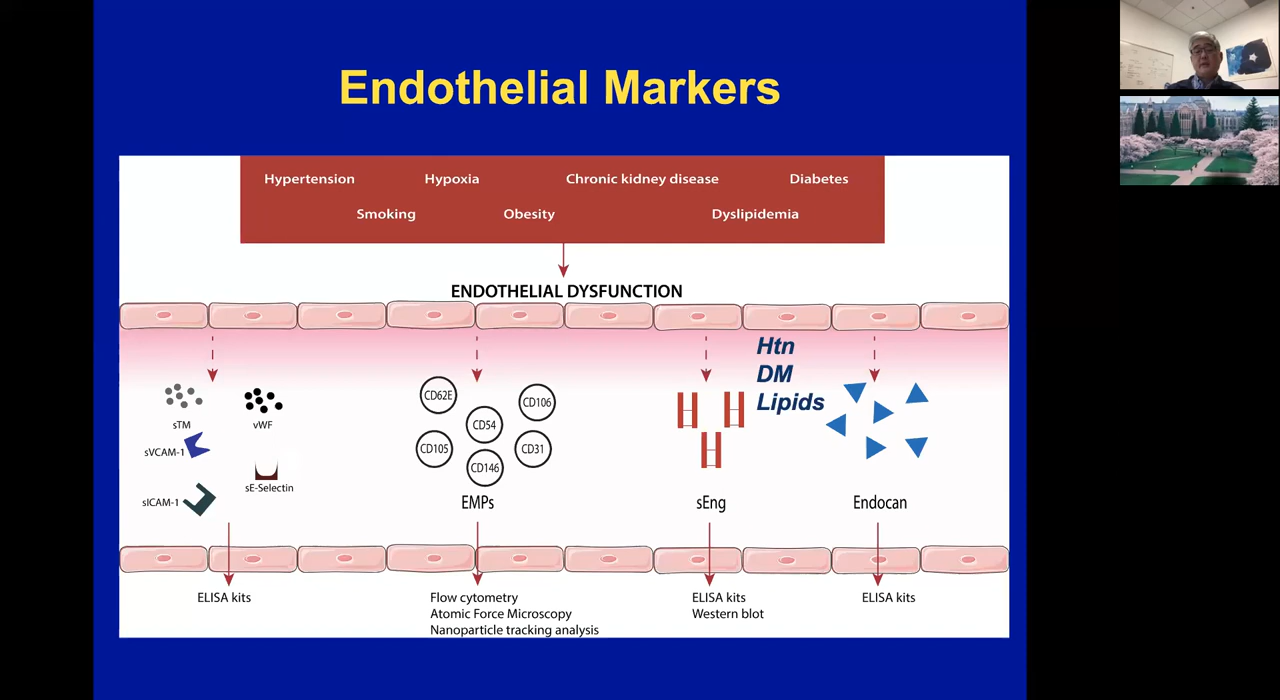 Endothelial Markers
Hypertension Hypoxia Chronic kidney disease Diabetes
Smoking Obesity Dyslipidemia
ENDOTHELIAL DYSFUNCTION
Htn
DM
Lipids
sTM vWF
sVCAM-1
sE-Selectin
sICAM-1
CD62E CD106
CD54
CD105 CD31
CD146
EMPs
sEng
Endocan
ELISA kits
Flow cytometry
Atomic Force Microscopy
Nanoparticle tracking analysis
ELISA kits
Western blot
ELISA kits